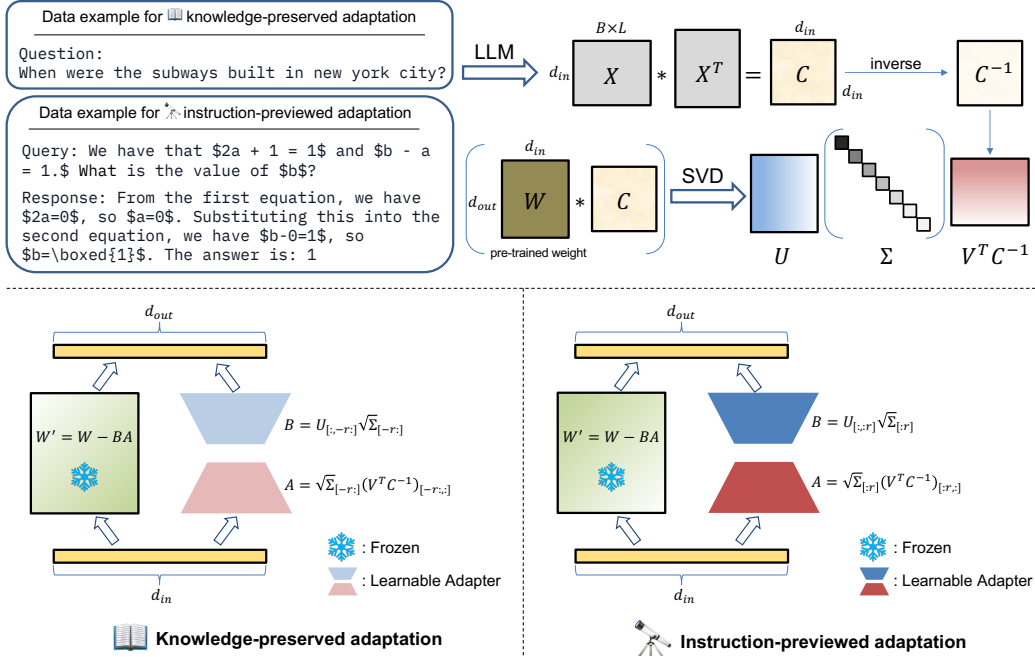 Data example for 📖 knowledge-preserved adaptation
Question:
When were the subways built in new york city?
Data example for 🔭 instruction-previewed adaptation
Query: We have that $2a + 1 = 1$ and $b - a
= 1.$ What is the value of $b$?
Response: From the first equation, we have
$2a=0$, so $a=0$. Substituting this into the
second equation, we have $b-0=1$, so
$b=\boxed{1}$. The answer is: 1
LLM
B×L
d_in
X
*
X^T
=
d_in
C
d_in
inverse
C^{-1}
d_in
d_out
W
*
C
pre-trained weight
SVD
U
Σ
V^T C^{-1}
d_out
W' = W − BA
B = U_{[:,−r:]}√Σ_{[−r:]}
A = √Σ_{[−r:]}(V^T C^{-1})_{[−r:,:]}
: Frozen
: Learnable Adapter
d_in
Knowledge-preserved adaptation
d_out
W' = W − BA
B = U_{[:,:r]}√Σ_{[:r]}
A = √Σ_{[:r]}(V^T C^{-1})_{[:r,:]}
: Frozen
: Learnable Adapter
d_in
Instruction-previewed adaptation